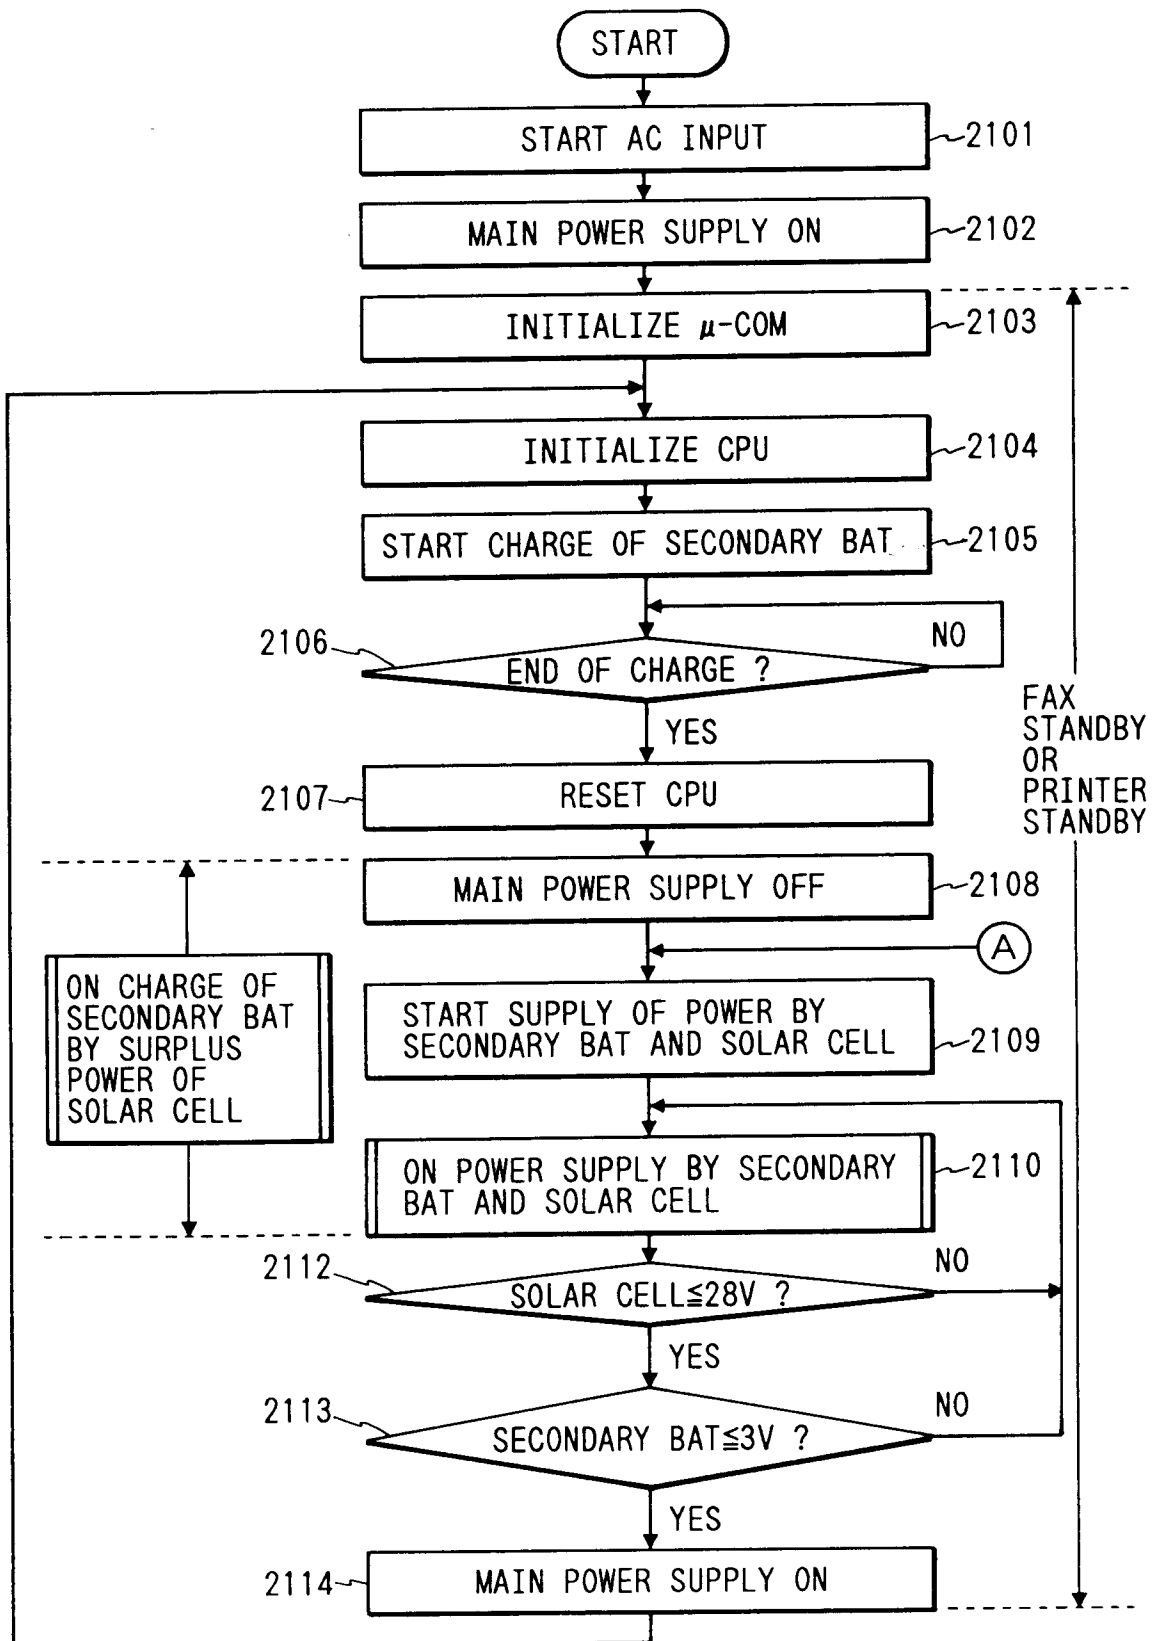 START
START AC INPUT
2101
MAIN POWER SUPPLY ON
2102
INITIALIZE μ-COM
2103
INITIALIZE CPU
2104
START CHARGE OF SECONDARY BAT
2105
2106
END OF CHARGE ?
NO
YES
FAX
STANDBY
OR
PRINTER
STANDBY
2107
RESET CPU
MAIN POWER SUPPLY OFF
2108
A
ON CHARGE OF
SECONDARY BAT
BY SURPLUS
POWER OF
SOLAR CELL
START SUPPLY OF POWER BY
SECONDARY BAT AND SOLAR CELL
2109
ON POWER SUPPLY BY SECONDARY
BAT AND SOLAR CELL
2110
2112
SOLAR CELL≦28V ?
NO
YES
2113
SECONDARY BAT≦3V ?
NO
YES
2114
MAIN POWER SUPPLY ON